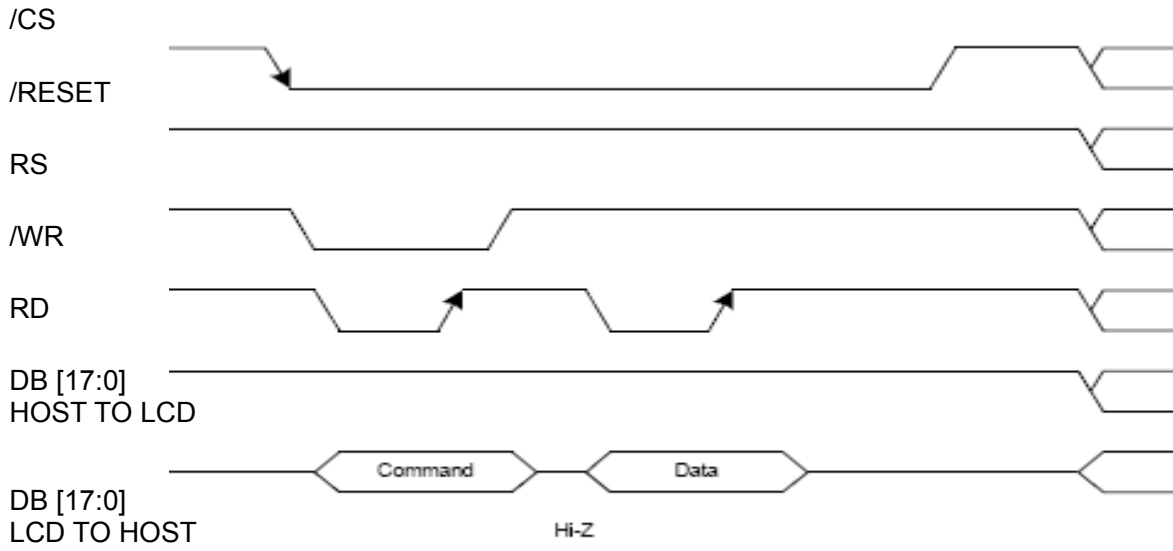 /CS
/RESET
RS
/WR
RD
DB [17:0]
HOST TO LCD
Command
Data
DB [17:0]
LCD TO HOST
Hi-Z